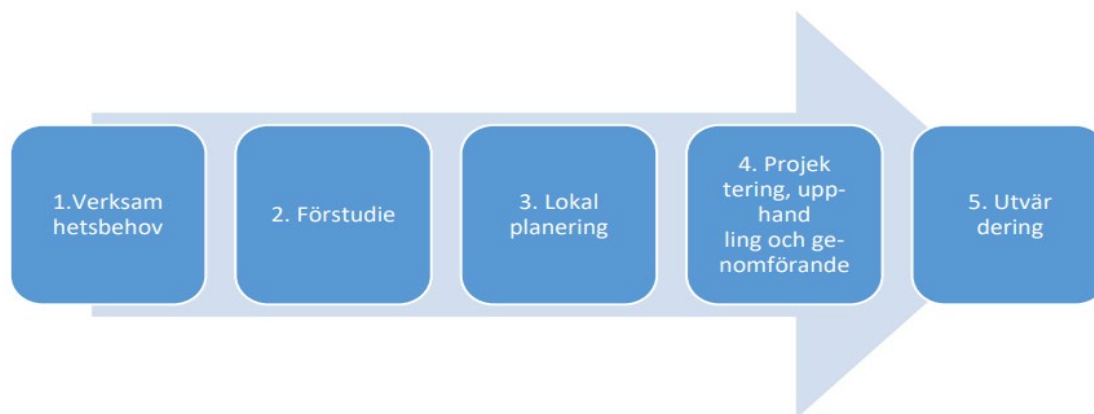 1.Verksam
hetsbehov
2. Förstudie
3. Lokal
planering
4. Projek
tering, upp-
hand
ling och ge-
nomförande
5. Utvär
dering